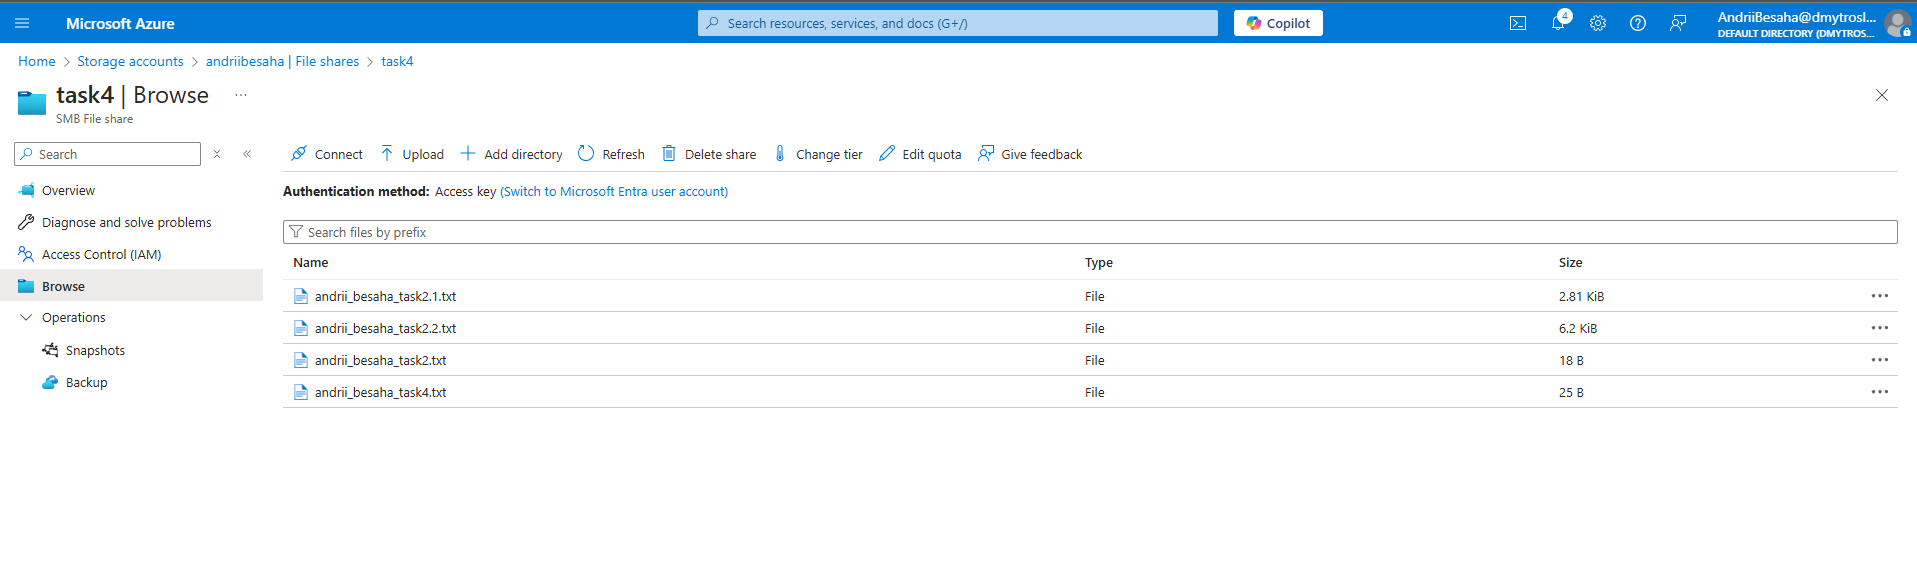 Microsoft Azure
Search resources, services, and docs (G+/)
Copilot
4
AndriiBesaha@dmytrosl...
DEFAULT DIRECTORY (DMYTROS...
Home > Storage accounts > andriibesaha | File shares > task4
task4 | Browse ...
SMB File share
Search
Connect Upload Add directory Refresh Delete share Change tier Edit quota Give feedback
Overview
Diagnose and solve problems
Access Control (IAM)
Browse
Operations
Snapshots
Backup
Authentication method: Access key (Switch to Microsoft Entra user account)
Search files by prefix
Name Type Size
andrii_besaha_task2.1.txt File 2.81 KiB
andrii_besaha_task2.2.txt File 6.2 KiB
andrii_besaha_task2.txt File 18 B
andrii_besaha_task4.txt File 25 B